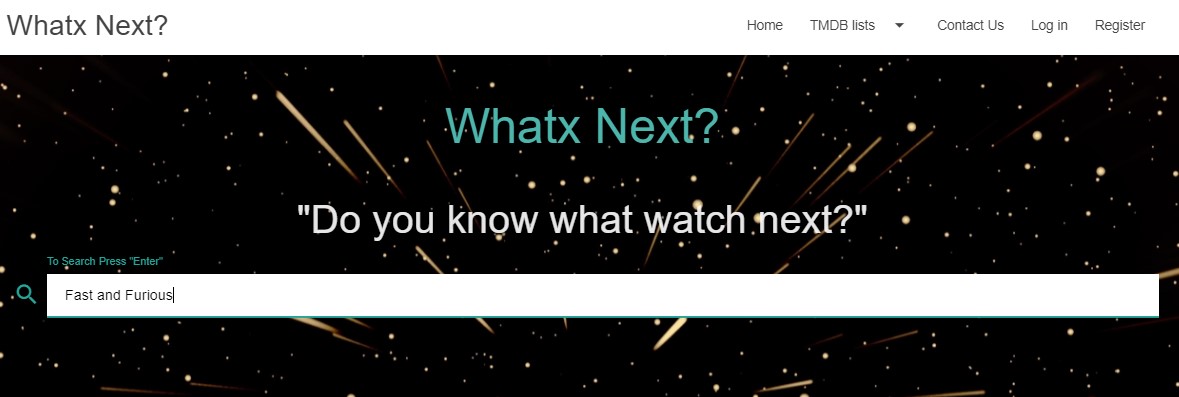 Whatx Next?
Home TMDB lists Contact Us Log in Register
Whatx Next?
"Do you know what watch next?"
To Search Press "Enter"
Fast and Furious